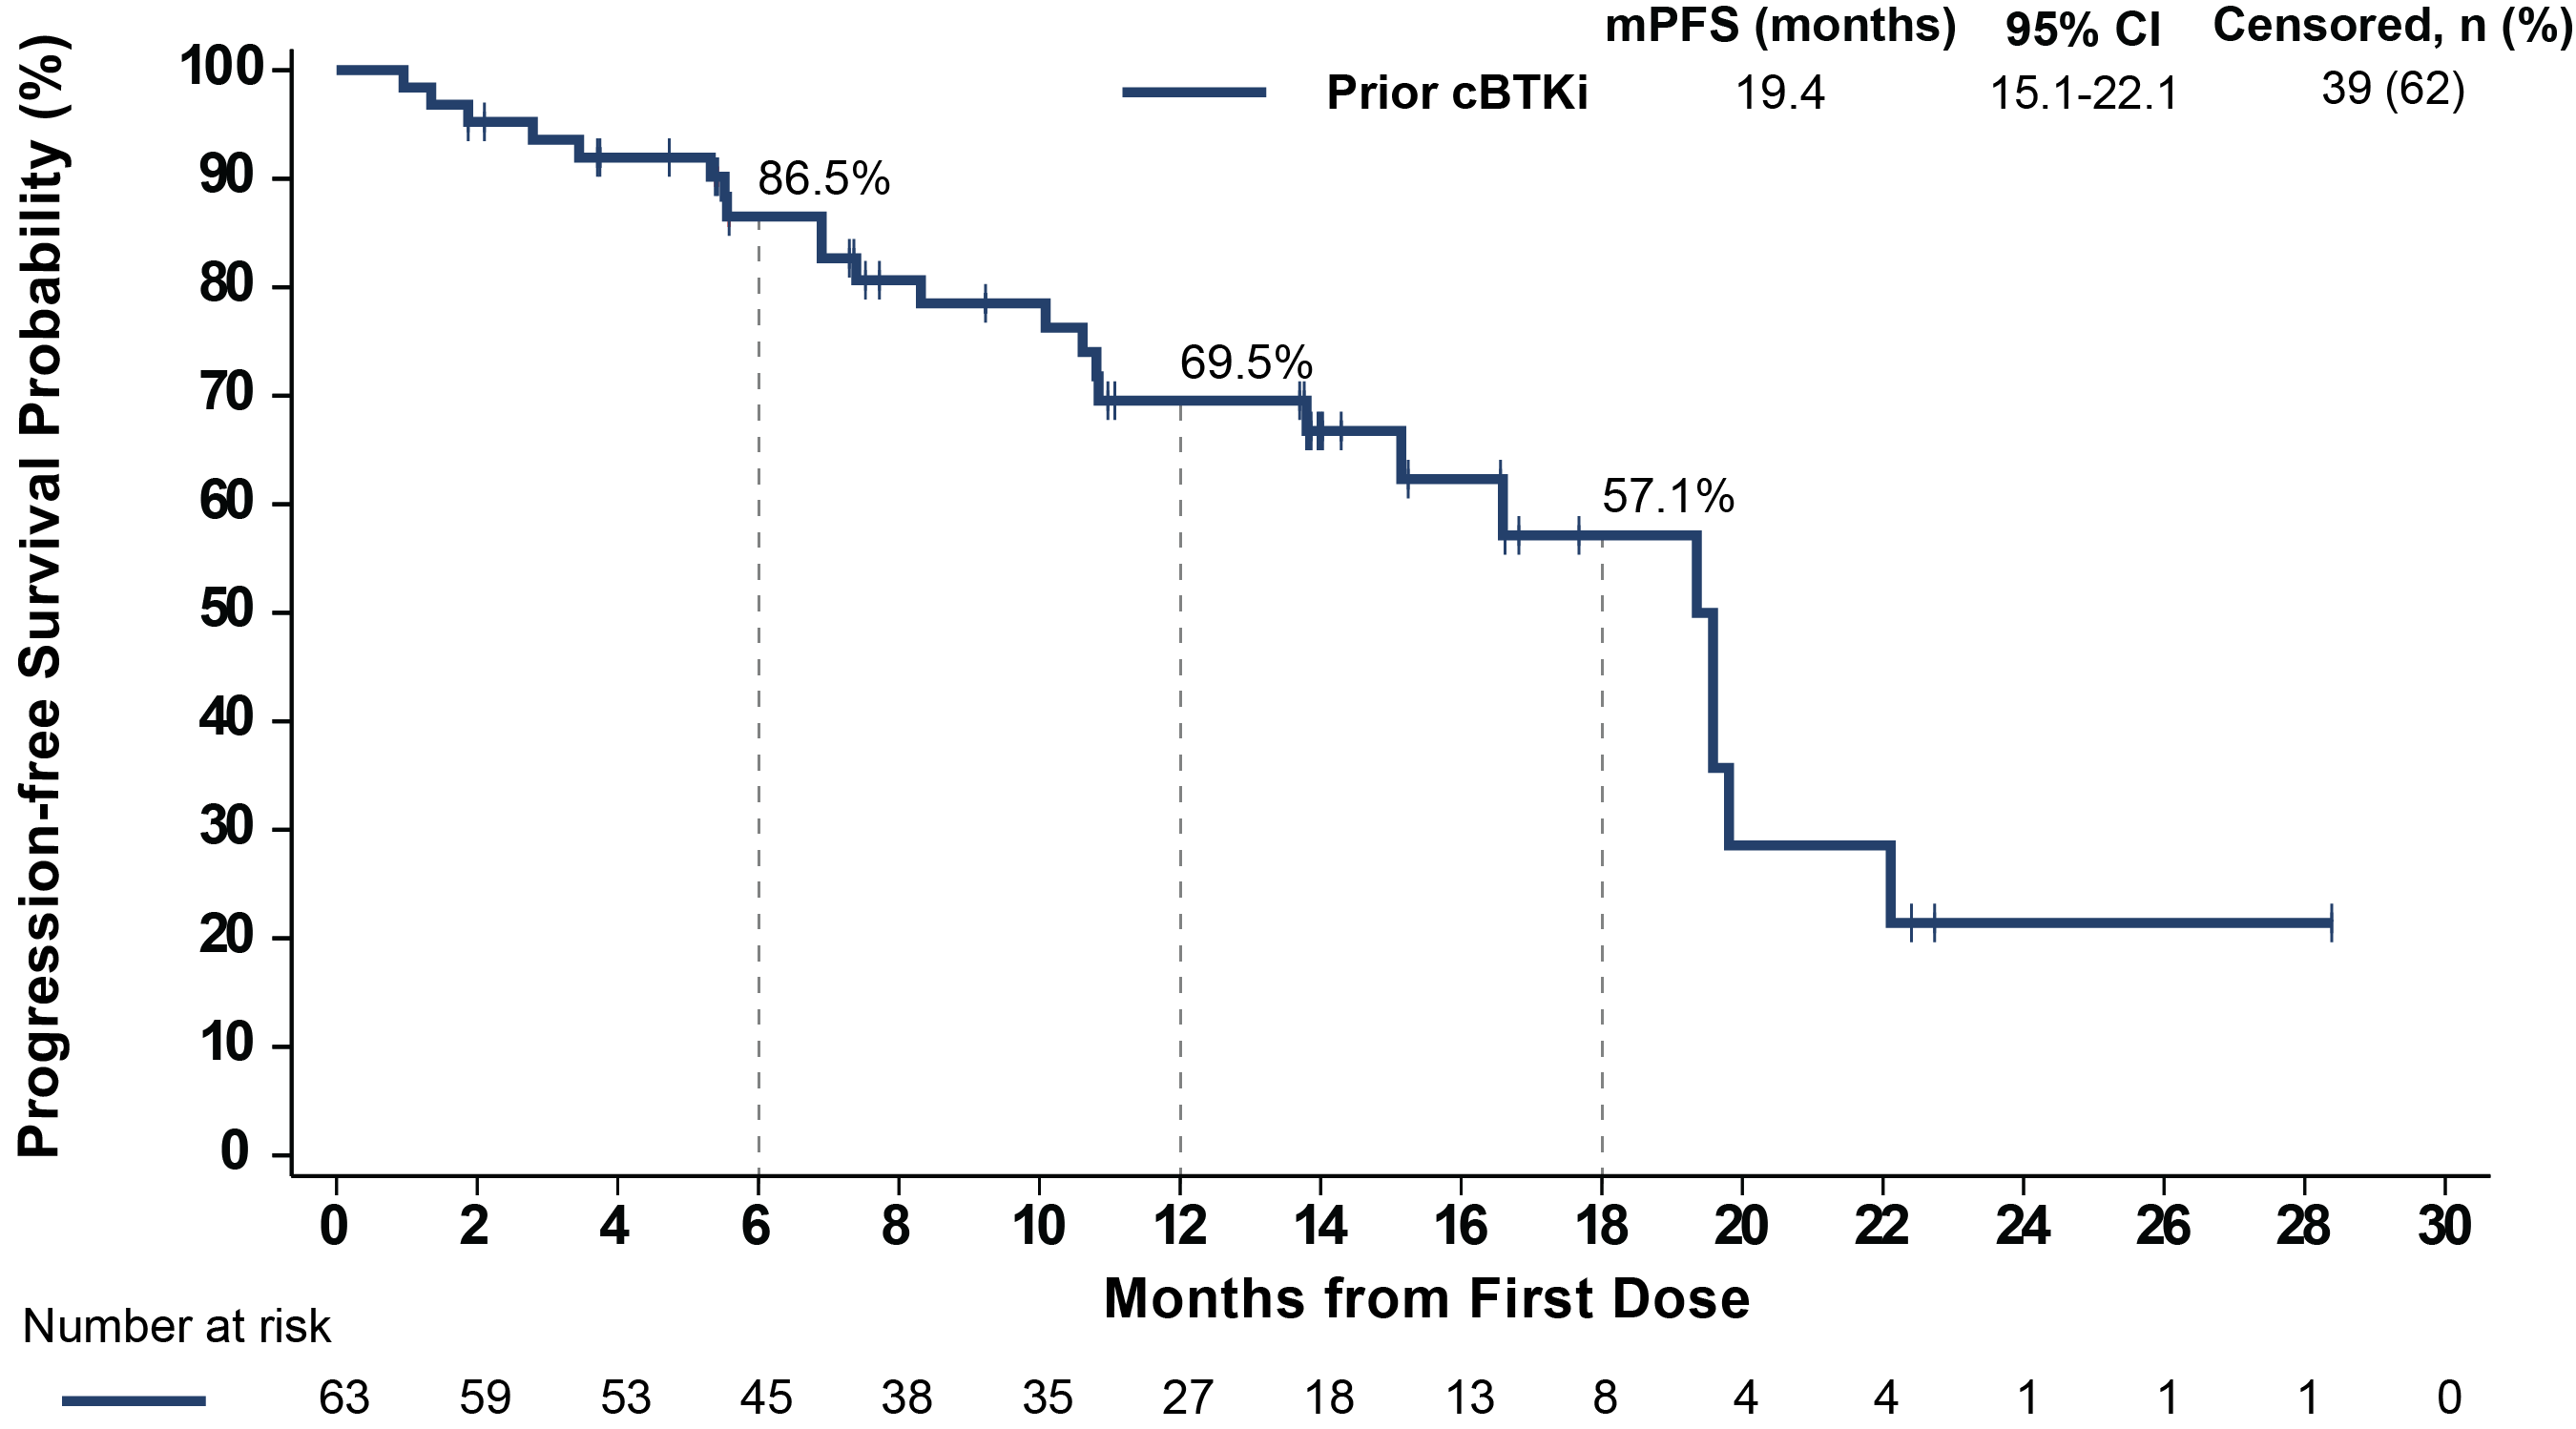 mPFS (months) 95% CI Censored, n (%)
Prior cBTKi 19.4 15.1-22.1 39 (62)
Progression-free Survival Probability (%)
100
90
80
70
60
50
40
30
20
10
0
86.5%
69.5%
57.1%
0 2 4 6 8 10 12 14 16 18 20 22 24 26 28 30
Months from First Dose
Number at risk
63 59 53 45 38 35 27 18 13 8 4 4 1 1 1 0